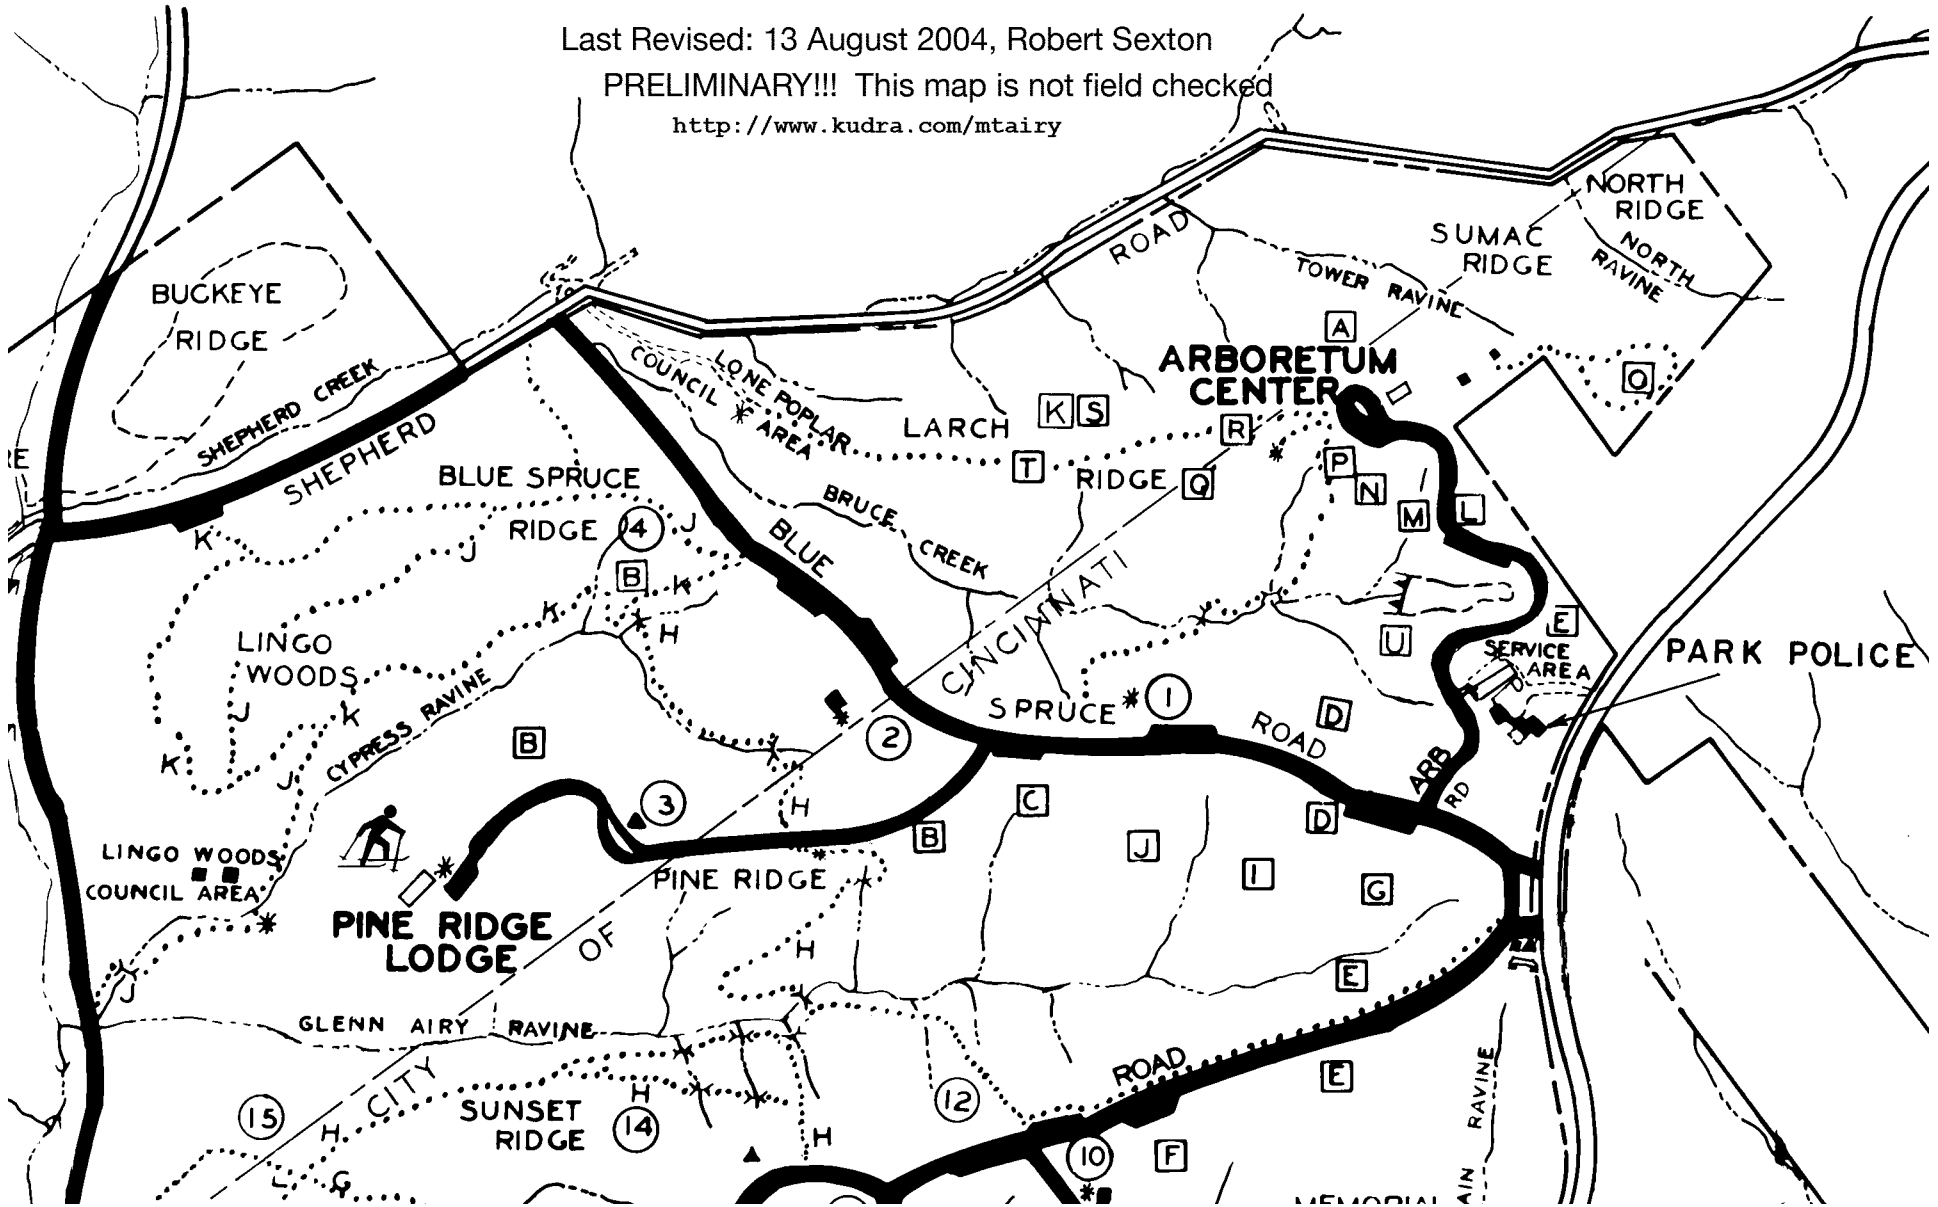 Last Revised: 13 August 2004, Robert Sexton
PRELIMINARY!!! This map is not field checked
http://www.kudra.com/mtairy
NORTH
RIDGE
SUMAC
RIDGE
NORTH
RAVINE
ROAD
TOWER RAVINE
BUCKEYE
RIDGE
A
ARBORETUM
CENTER
O
COUNCIL
LONE POPLAR
AREA
SHEPHERD CREEK
SHEPHERD
LARCH
K
S
R
T
RIDGE
Q
P
N
M
L
BLUE SPRUCE
RIDGE
4
J
K
J
B
K
K
H
BLUE
BRUCE
CREEK
CINCINNATI
U
E
SERVICE
AREA
PARK POLICE
LINGO
WOODS
J
K
K
J
CYPRESS RAVINE
B
2
SPRUCE
1
ROAD
D
ARB
RD
3
H
B
C
J
I
D
G
LINGO WOODS
COUNCIL AREA
PINE RIDGE
PINE RIDGE
LODGE
OF
H
E
J
GLENN AIRY RAVINE
CITY
ROAD
E
RAVINE
H
SUNSET
RIDGE
14
12
15
H
H
10
F
L
G
MEMORIAL
AIN